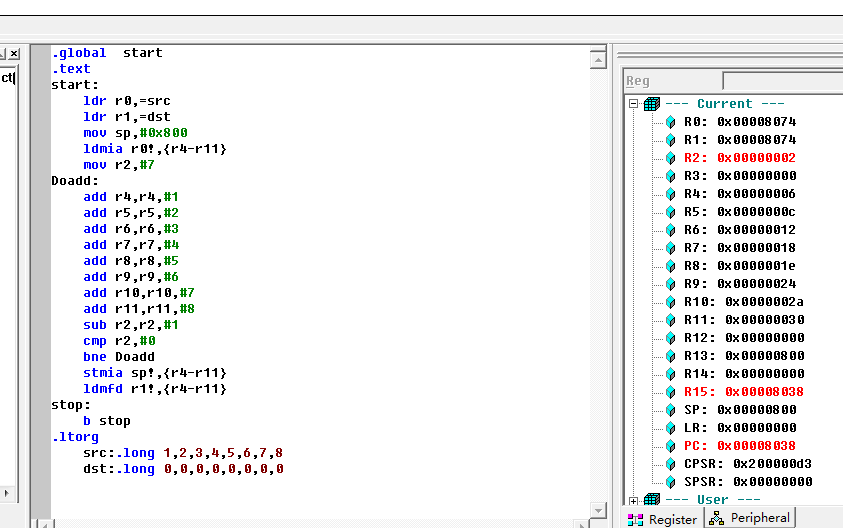 ct
.global  start
.text
start:
    ldr r0,=src
    ldr r1,=dst
    mov sp,#0x800
    ldmia r0!,{r4-r11}
    mov r2,#7
Doadd:
    add r4,r4,#1
    add r5,r5,#2
    add r6,r6,#3
    add r7,r7,#4
    add r8,r8,#5
    add r9,r9,#6
    add r10,r10,#7
    add r11,r11,#8
    sub r2,r2,#1
    cmp r2,#0
    bne Doadd
    stmia sp!,{r4-r11}
    ldmfd r1!,{r4-r11}
stop:
    b stop
.ltorg
    src:.long 1,2,3,4,5,6,7,8
    dst:.long 0,0,0,0,0,0,0,0
Reg
--- Current ---
R0: 0x00008074
R1: 0x00008074
R2: 0x00000002
R3: 0x00000000
R4: 0x00000006
R5: 0x0000000c
R6: 0x00000012
R7: 0x00000018
R8: 0x0000001e
R9: 0x00000024
R10: 0x0000002a
R11: 0x00000030
R12: 0x00000000
R13: 0x00000800
R14: 0x00000000
R15: 0x00008038
SP: 0x00000800
LR: 0x00000000
PC: 0x00008038
CPSR: 0x200000d3
SPSR: 0x00000000
--- User ---
Register Peripheral